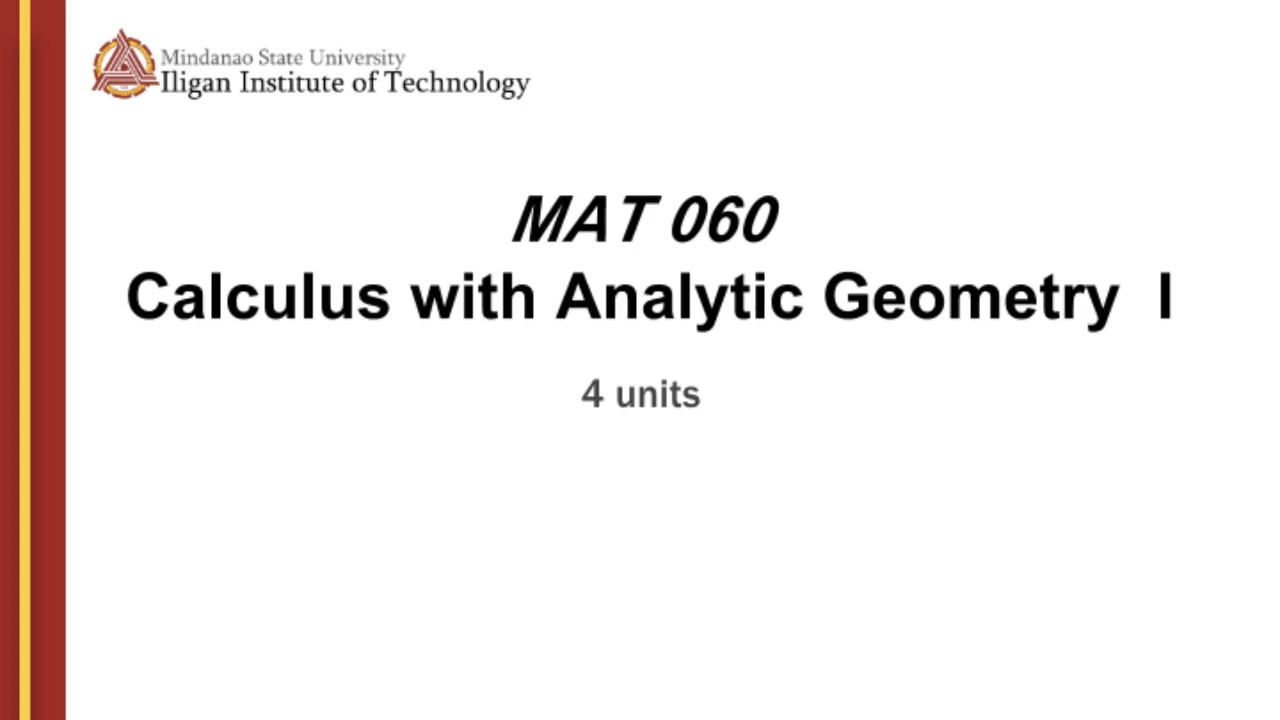 Mindanao State University
Iligan Institute of Technology
MAT 060
Calculus with Analytic Geometry I
4 units